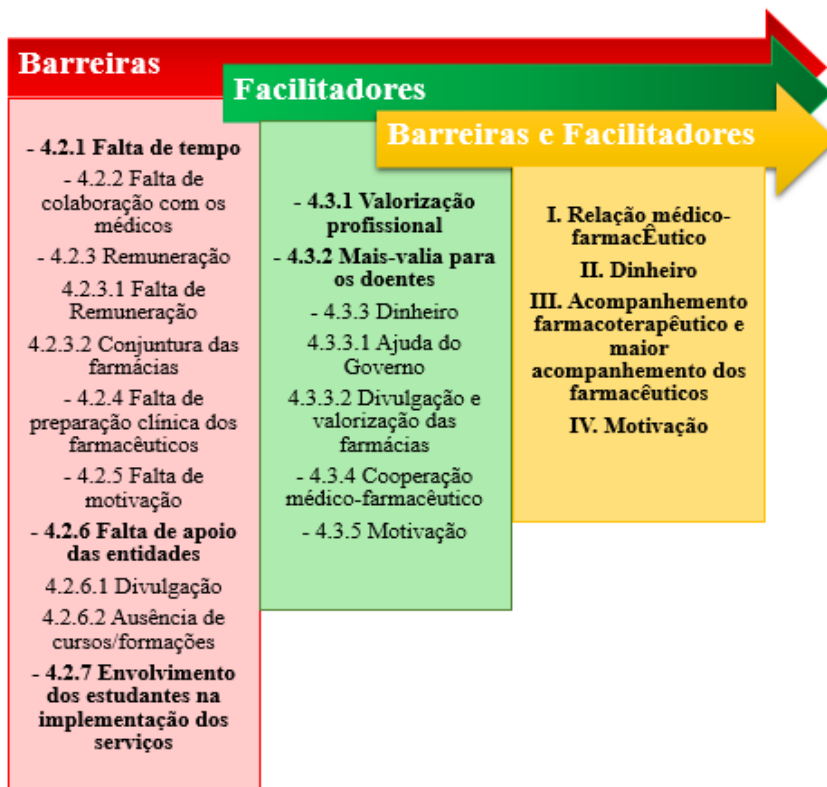 Barreiras
- 4.2.1 Falta de tempo
- 4.2.2 Falta de
colaboração com os
médicos
- 4.2.3 Remuneração
4.2.3.1 Falta de
Remuneração
4.2.3.2 Conjuntura das
farmácias
- 4.2.4 Falta de
preparação clínica dos
farmacêuticos
- 4.2.5 Falta de
motivação
- 4.2.6 Falta de apoio
das entidades
4.2.6.1 Divulgação
4.2.6.2 Ausência de
cursos/formações
- 4.2.7 Envolvimento
dos estudantes na
implementação dos
serviços
Facilitadores
- 4.3.1 Valorização
profissional
- 4.3.2 Mais-valia para
os doentes
- 4.3.3 Dinheiro
4.3.3.1 Ajuda do
Governo
4.3.3.2 Divulgação e
valorização das
farmácias
- 4.3.4 Cooperação
médico-farmacêutico
- 4.3.5 Motivação
Barreiras e Facilitadores
I. Relação médico-
farmacÊutico
II. Dinheiro
III. Acompanhemento
farmacoterapêutico e
maior
acompanhemento dos
farmacêuticos
IV. Motivação